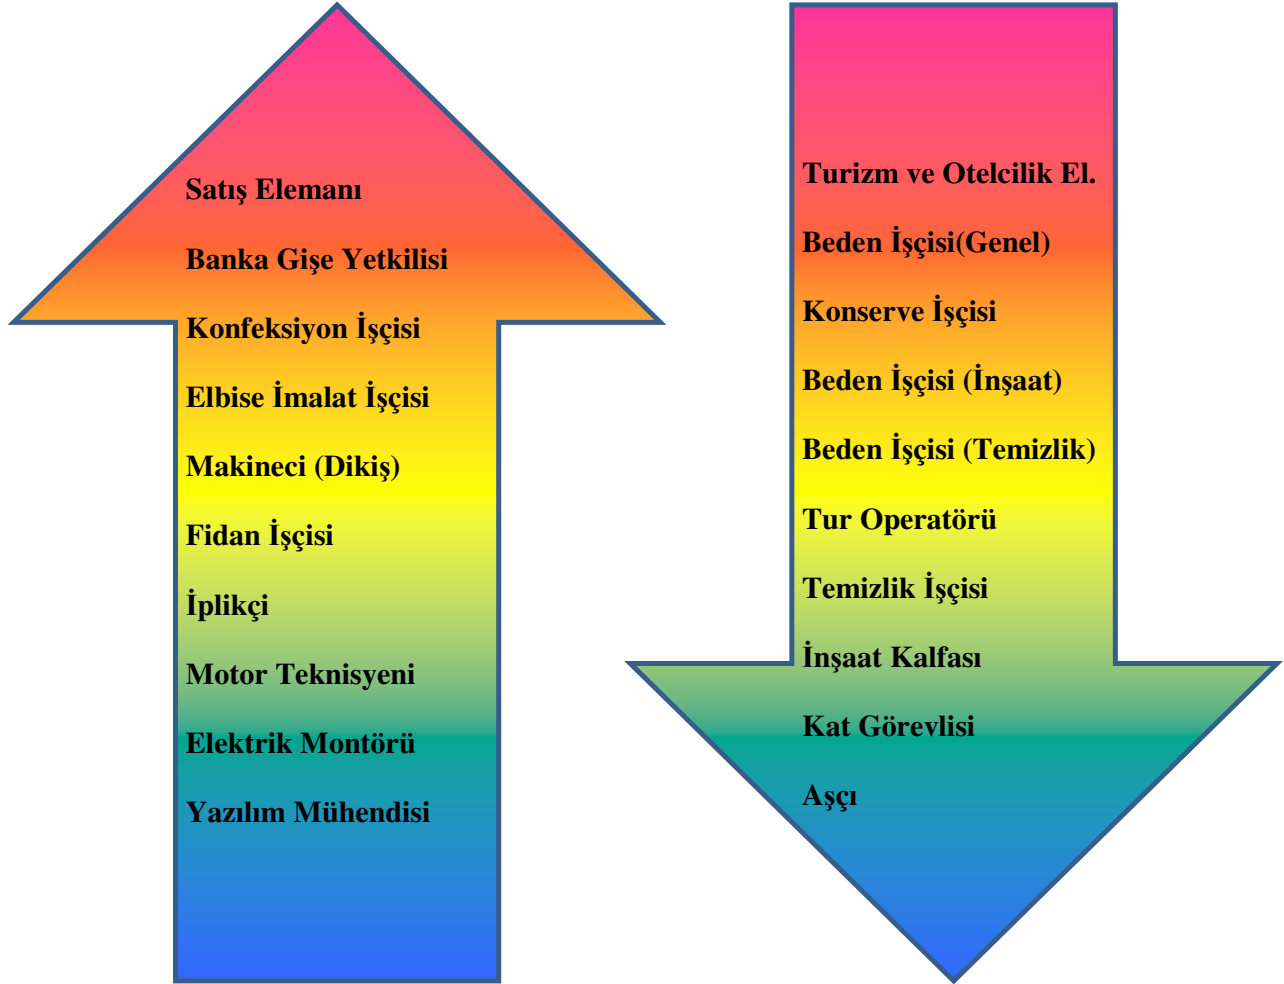 Satış Elemanı
Banka Gişe Yetkilisi
Konfeksiyon İşçisi
Elbise İmalat İşçisi
Makineci (Dikiş)
Fidan İşçisi
İplikçi
Motor Teknisyeni
Elektrik Montörü
Yazılım Mühendisi
Turizm ve Otelcilik El.
Beden İşçisi(Genel)
Konserve İşçisi
Beden İşçisi (İnşaat)
Beden İşçisi (Temizlik)
Tur Operatörü
Temizlik İşçisi
İnşaat Kalfası
Kat Görevlisi
Aşçı